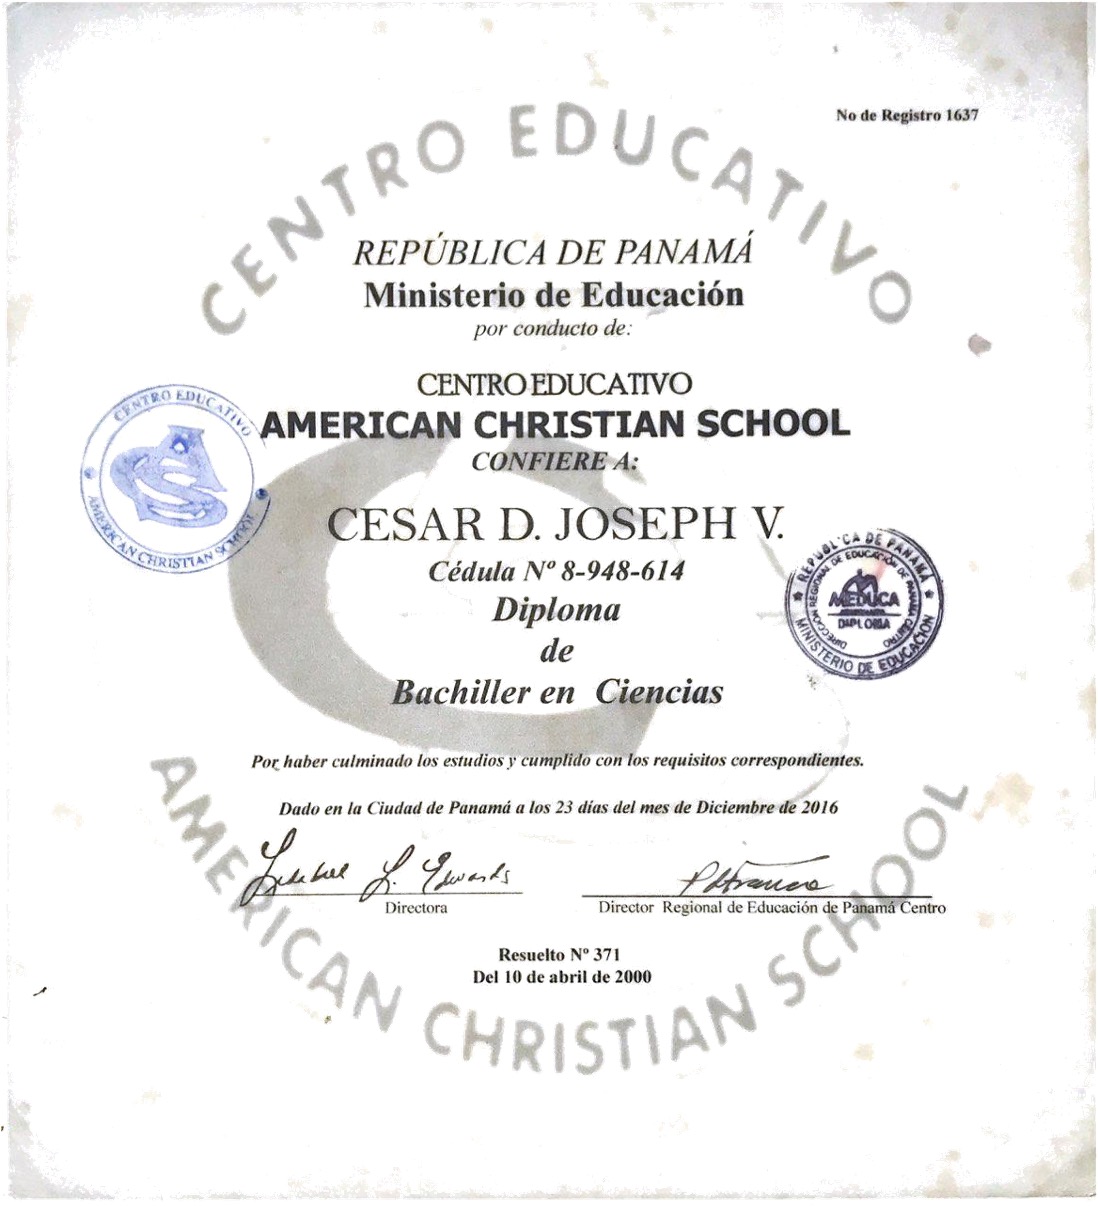 No de Registro 1637
CENTRO EDUCATIVO
REPÚBLICA DE PANAMÁ
Ministerio de Educación
por conducto de:
CENTRO EDUCATIVO
AMERICAN CHRISTIAN SCHOOL
CONFIERE A:
CENTRO EDUCATIVO
AMERICAN CHRISTIAN SCHOOL
CESAR D. JOSEPH V.
Cédula Nº 8-948-614
Diploma
de
Bachiller en Ciencias
REPUBLICA DE PANAMÁ
DIRECCIÓN REGIONAL DE EDUCACIÓN DE PANAMÁ CENTRO
MEDUCA
DIPLOMA
MINISTERIO DE EDUCACIÓN
Por haber culminado los estudios y cumplido con los requisitos correspondientes.
Dado en la Ciudad de Panamá a los 23 días del mes de Diciembre de 2016
L. Edwards
Directora
Director Regional de Educación de Panamá Centro
Resuelto Nº 371
Del 10 de abril de 2000
AMERICAN CHRISTIAN SCHOOL